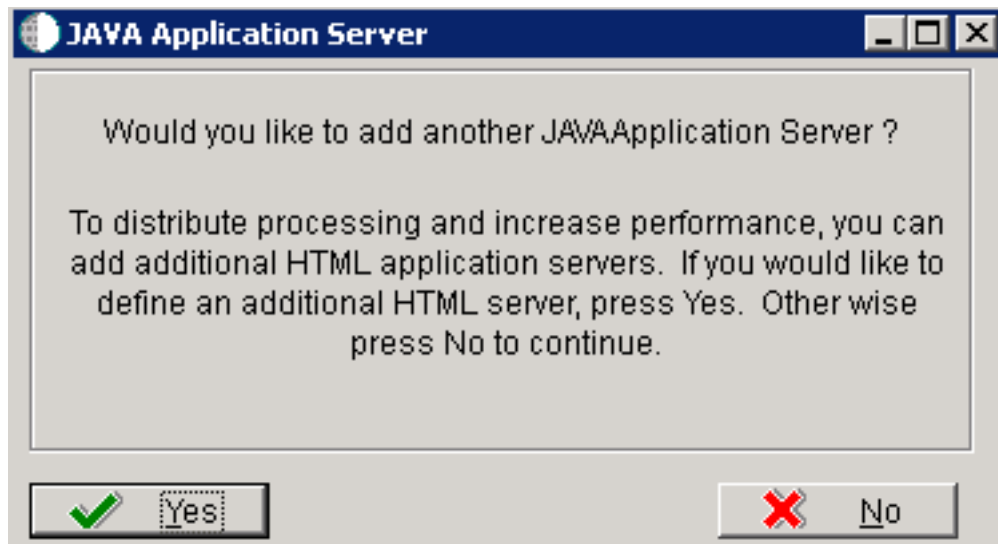 JAVA Application Server
Would you like to add another JAVAApplication Server ?
To distribute processing and increase performance, you can
add additional HTML application servers.  If you would like to
define an additional HTML server, press Yes.  Other wise
press No to continue.
Yes
No